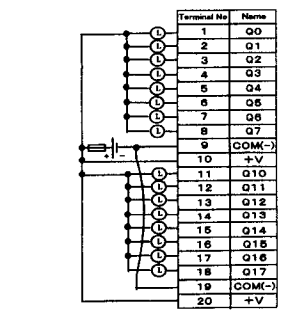 Terminal No Name
L 1 Q0
L 2 Q1
L 3 Q2
L 4 Q3
L 5 Q4
L 6 Q5
L 7 Q6
L 8 Q7
+ - 9 COM(-)
10 +V
L 11 Q10
L 12 Q11
L 13 Q12
L 14 Q13
L 15 Q14
L 16 Q15
L 17 Q16
L 18 Q17
19 COM(-)
20 +V